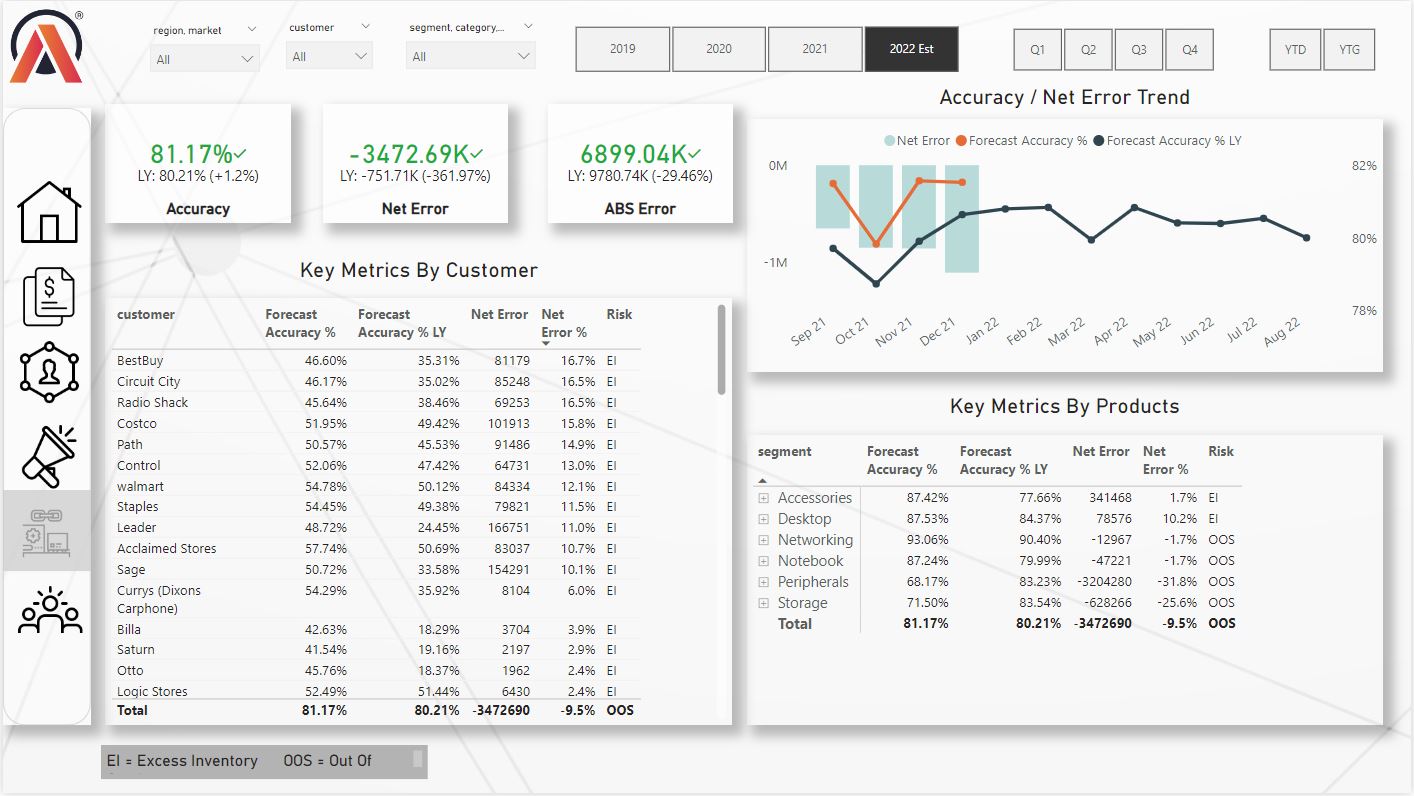 ®
region, market
All
customer
All
segment, category,...
All
2019
2020
2021
2022 Est
Q1
Q2
Q3
Q4
YTD
YTG
81.17%✓
LY: 80.21% (+1.2%)
Accuracy
-3472.69K✓
LY: -751.71K (-361.97%)
Net Error
6899.04K✓
LY: 9780.74K (-29.46%)
ABS Error
Accuracy / Net Error Trend
Net Error Forecast Accuracy % Forecast Accuracy % LY
0M
-1M
82%
80%
78%
Sep 21
Oct 21
Nov 21
Dec 21
Jan 22
Feb 22
Mar 22
Apr 22
May 22
Jun 22
Jul 22
Aug 22
$
Key Metrics By Customer
customer Forecast Accuracy % Forecast Accuracy % LY Net Error Net Error % Risk
BestBuy 46.60% 35.31% 81179 16.7% EI
Circuit City 46.17% 35.02% 85248 16.5% EI
Radio Shack 45.64% 38.46% 69253 16.5% EI
Costco 51.95% 49.42% 101913 15.8% EI
Path 50.57% 45.53% 91486 14.9% EI
Control 52.06% 47.42% 64731 13.0% EI
walmart 54.78% 50.12% 84334 12.1% EI
Staples 54.45% 49.38% 79821 11.5% EI
Leader 48.72% 24.45% 166751 11.0% EI
Acclaimed Stores 57.74% 50.69% 83037 10.7% EI
Sage 50.72% 33.58% 154291 10.1% EI
Currys (Dixons 54.29% 35.92% 8104 6.0% EI
Carphone)
Billa 42.63% 18.29% 3704 3.9% EI
Saturn 41.54% 19.16% 2197 2.9% EI
Otto 45.76% 18.37% 1962 2.4% EI
Logic Stores 52.49% 51.44% 6430 2.4% EI
Total 81.17% 80.21% -3472690 -9.5% OOS
Key Metrics By Products
segment Forecast Accuracy % Forecast Accuracy % LY Net Error Net Error % Risk
Accessories 87.42% 77.66% 341468 1.7% EI
Desktop 87.53% 84.37% 78576 10.2% EI
Networking 93.06% 90.40% -12967 -1.7% OOS
Notebook 87.24% 79.99% -47221 -1.7% OOS
Peripherals 68.17% 83.23% -3204280 -31.8% OOS
Storage 71.50% 83.54% -628266 -25.6% OOS
Total 81.17% 80.21% -3472690 -9.5% OOS
EI = Excess Inventory OOS = Out Of